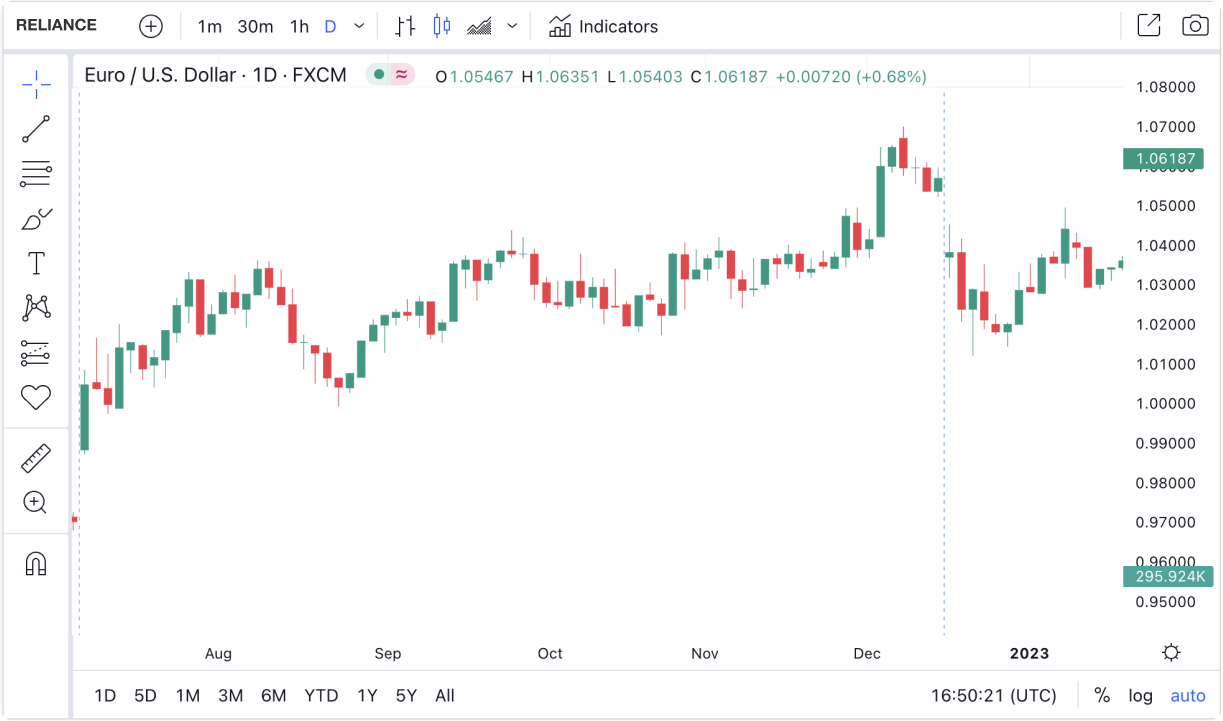 RELIANCE 1m 30m 1h D Indicators
Euro / U.S. Dollar · 1D · FXCM O1.05467 H1.06351 L1.05403 C1.06187 +0.00720 (+0.68%)
1.08000
1.07000
1.06187
1.05000
1.04000
1.03000
1.02000
1.01000
1.00000
0.99000
0.98000
0.97000
0.96000
295.924K
0.95000
Aug Sep Oct Nov Dec 2023
1D 5D 1M 3M 6M YTD 1Y 5Y All 16:50:21 (UTC) % log auto